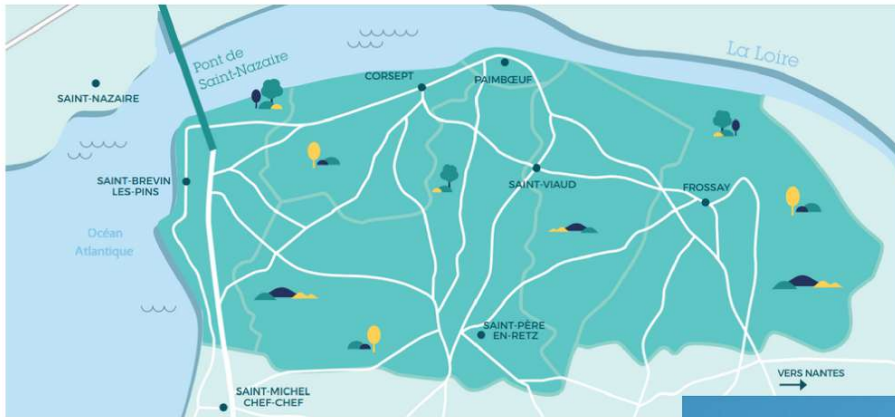 Pont de
Saint-Nazaire
La Loire
CORSEPT
PAIMBŒUF
SAINT-NAZAIRE
SAINT-BREVIN
LES-PINS
SAINT-VIAUD
FROSSAY
Océan
Atlantique
SAINT-PÈRE
EN-RETZ
VERS NANTES
SAINT-MICHEL
CHEF-CHEF